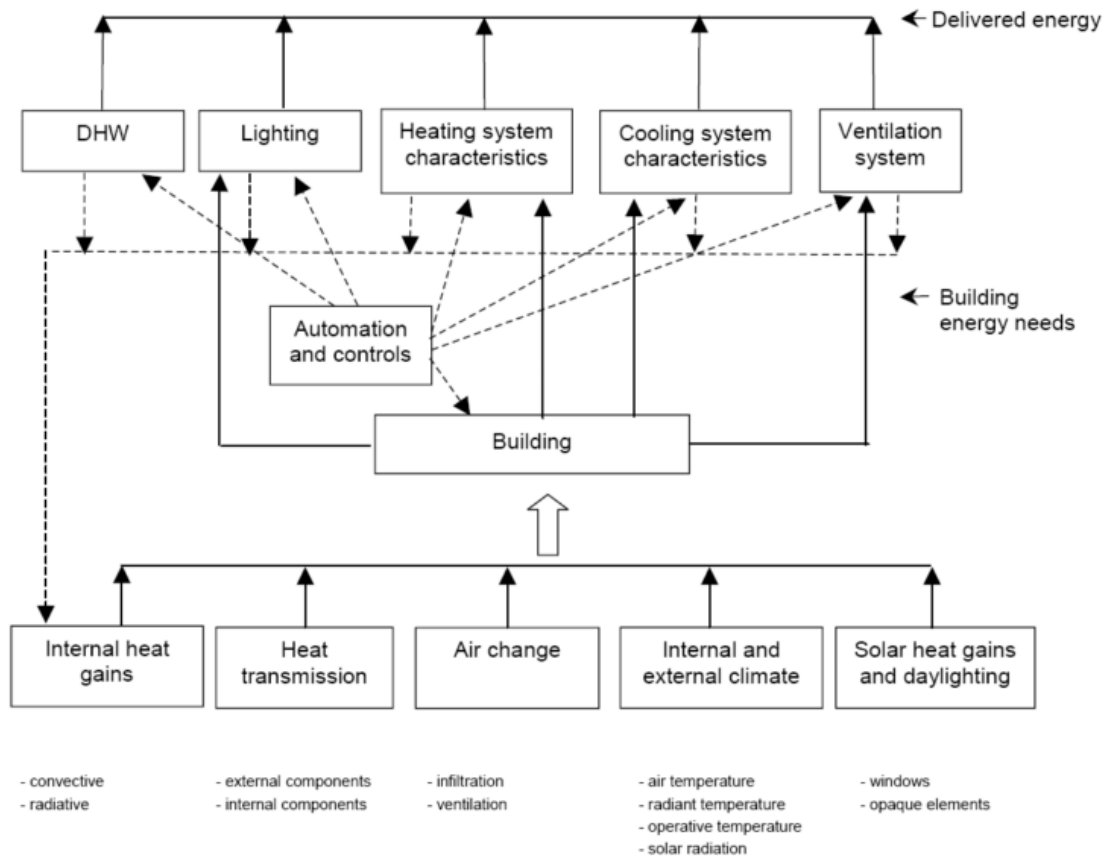 Delivered energy
DHW
Lighting
Heating system
characteristics
Cooling system
characteristics
Ventilation
system
Building
energy needs
Automation
and controls
Building
Internal heat
gains
Heat
transmission
Air change
Internal and
external climate
Solar heat gains
and daylighting
- convective
- radiative
- external components
- internal components
- infiltration
- ventilation
- air temperature
- radiant temperature
- operative temperature
- solar radiation
- windows
- opaque elements